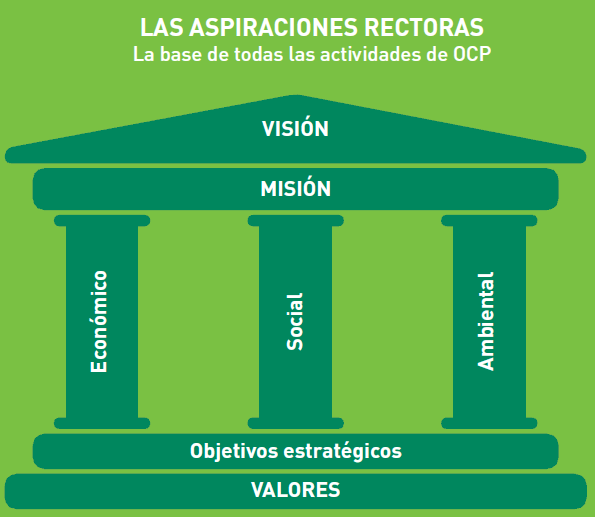 LAS ASPIRACIONES RECTORAS
La base de todas las actividades de OCP
VISIÓN
MISIÓN
Económico
Social
Ambiental
Objetivos estratégicos
VALORES